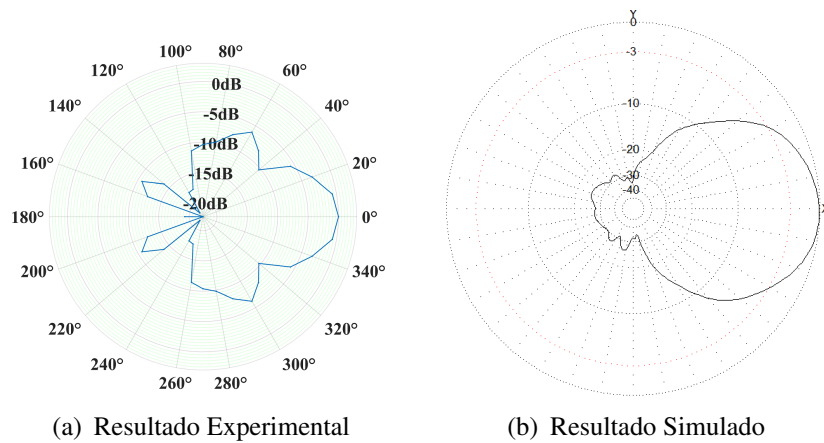 100° 80°
120° 60°
140° 40°
160° 20°
180° 0°
200° 340°
220° 320°
240° 300°
260° 280°
0dB
-5dB
-10dB
-15dB
-20dB
Y
0
-3
-10
-20
-30
-40
X
(a) Resultado Experimental
(b) Resultado Simulado